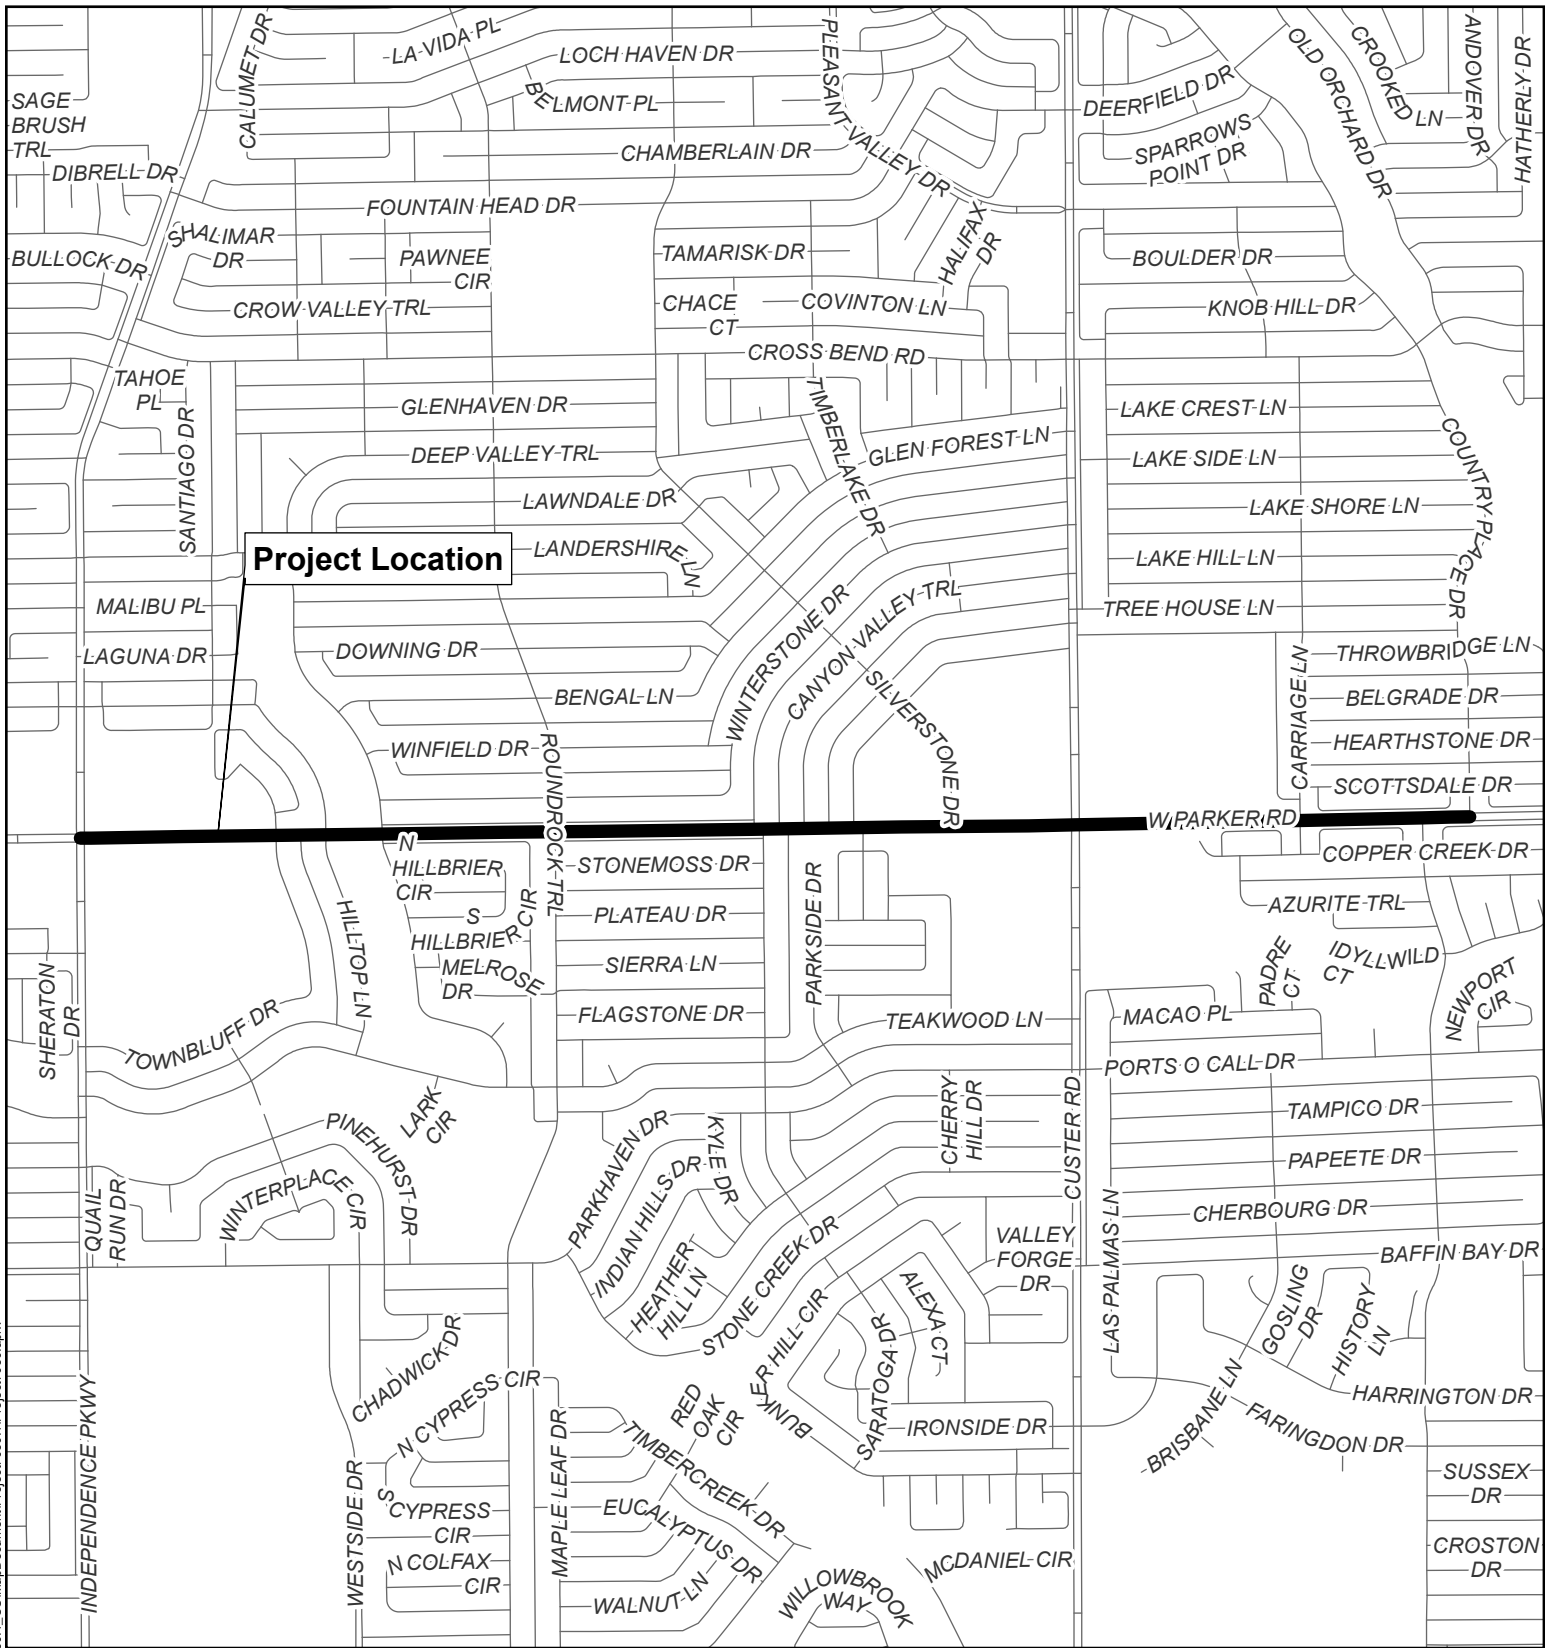 CALUMET DR
LA VIDA PL
LOCH HAVEN DR
PLEASANT VALLEY DR
OLD ORCHARD DR
CROOKED
LN
ANDOVER DR
HATHERLY DR
SAGE
BRUSH
TRL
BELMONT PL
DEERFIELD DR
CHAMBERLAIN DR
SPARROWS
POINT DR
DIBRELL DR
FOUNTAIN HEAD DR
SHALIMAR
DR
PAWNEE
CIR
TAMARISK DR
HALIFAX
DR
BOULDER DR
BULLOCK DR
CROW VALLEY TRL
CHACE
CT
COVINTON LN
KNOB HILL DR
CROSS BEND RD
TAHOE
PL
SANTIAGO DR
GLENHAVEN DR
TIMBERLAKE DR
LAKE CREST LN
COUNTRY PLACE DR
DEEP VALLEY TRL
GLEN FOREST LN
LAKE SIDE LN
LAWNDALE DR
LAKE SHORE LN
Project Location
LANDERSHIRE LN
LAKE HILL LN
MALIBU PL
WINTERSTONE DR
CANYON VALLEY TRL
TREE HOUSE LN
LAGUNA DR
DOWNING DR
SILVERSTONE DR
CARRIAGE LN
THROWBRIDGE LN
BENGAL LN
BELGRADE DR
WINFIELD DR
ROUNDROCK TRL
HEARTHSTONE DR
SCOTTSDALE DR
W PARKER RD
N
HILLBRIER
CIR
STONEMOSS DR
PARKSIDE DR
COPPER CREEK DR
S
HILLBRIER CIR
PLATEAU DR
AZURITE TRL
HILLTOP LN
MELROSE
DR
SIERRA LN
PADRE
CT
IDYLLWILD
CT
SHERATON
DR
FLAGSTONE DR
TEAKWOOD LN
MACAO PL
NEWPORT
CIR
TOWNBLUFF DR
PORTS O CALL DR
LARK
CIR
CHERRY
HILL DR
CUSTER RD
TAMPICO DR
PINEHURST DR
PARKHAVEN DR
KYLE DR
PAPEETE DR
QUAIL
RUN DR
WINTERPLACE CIR
INDIAN HILLS DR
CHERBOURG DR
LAS PALMAS LN
HEATHER
HILL LN
STONE CREEK DR
VALLEY
FORGE
DR
BAFFIN BAY DR
ALEXA CT
GOSLING
DR
HISTORY
LN
CHADWICK DR
BUNKER HILL CIR
SARATOGA DR
N CYPRESS CIR
RED
OAK
CIR
BRISBANE LN
HARRINGTON DR
INDEPENDENCE PKWY
WESTSIDE DR
MAPLE LEAF DR
TIMBERCREEK DR
IRONSIDE DR
FARINGDON DR
SUSSEX
DR
S CYPRESS
CIR
EUCALYPTUS DR
N COLFAX
CIR
WALNUT LN
WILLOWBROOK
WAY
MCDANIEL CIR
CROSTON
DR